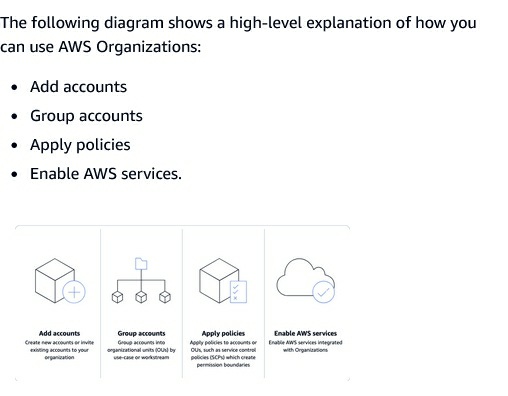 The following diagram shows a high-level explanation of how you
can use AWS Organizations:
• Add accounts
• Group accounts
• Apply policies
• Enable AWS services.
Add accounts
Create new accounts or invite
existing accounts to your
organization
Group accounts
Group accounts into
organizational units (OUs) by
use-case or workstream
Apply policies
Apply policies to accounts or
OUs, such as service control
policies (SCPs) which create
permission boundaries
Enable AWS services
Enable AWS services integrated
with Organizations